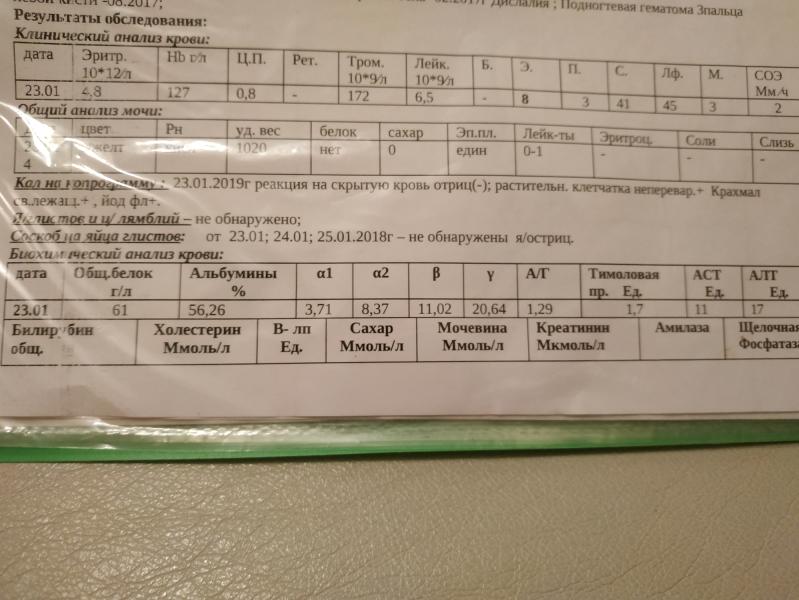 -08.2017; Дислалия ; Подногтевая гематома 3пальца
Результаты обследования:
Клинический анализ крови:
дата Эритр. 10*12/л Hb г/л Ц.П. Рет. Тром. 10*9/л Лейк. 10*9/л Б. Э. П. С. Лф. М. СОЭ Мм/ч
23.01 4,8 127 0,8 - 172 6,5 - 8 3 41 45 3 2
Общий анализ мочи:
цвет Рн уд. вес белок сахар Эп.пл. Лейк-ты Эритроц. Соли Слизь
1020 нет 0 един 0-1 - - -
4
Кал на копрограмму : 23.01.2019г реакция на скрытую кровь отриц(-); растительн. клетчатка неперевар.+ Крахмал
св.лежащ.+ , йод фл+.
Я/глистов и ц/ лямблий – не обнаружено;
Соскоб на яйца глистов: от 23.01; 24.01; 25.01.2018г – не обнаружены я/остриц.
Биохимический анализ крови:
дата Общ.белок г/л Альбумины % α1 α2 β γ А/Г Тимоловая пр. Ед. АСТ Ед. АЛТ Ед.
23.01 61 56,26 3,71 8,37 11,02 20,64 1,29 1,7 11 17
Билирубин общ. Холестерин Ммоль/л В- лп Ед. Сахар Ммоль/л Мочевина Ммоль/л Креатинин Мкмоль/л Амилаза Щелочная Фосфатаза